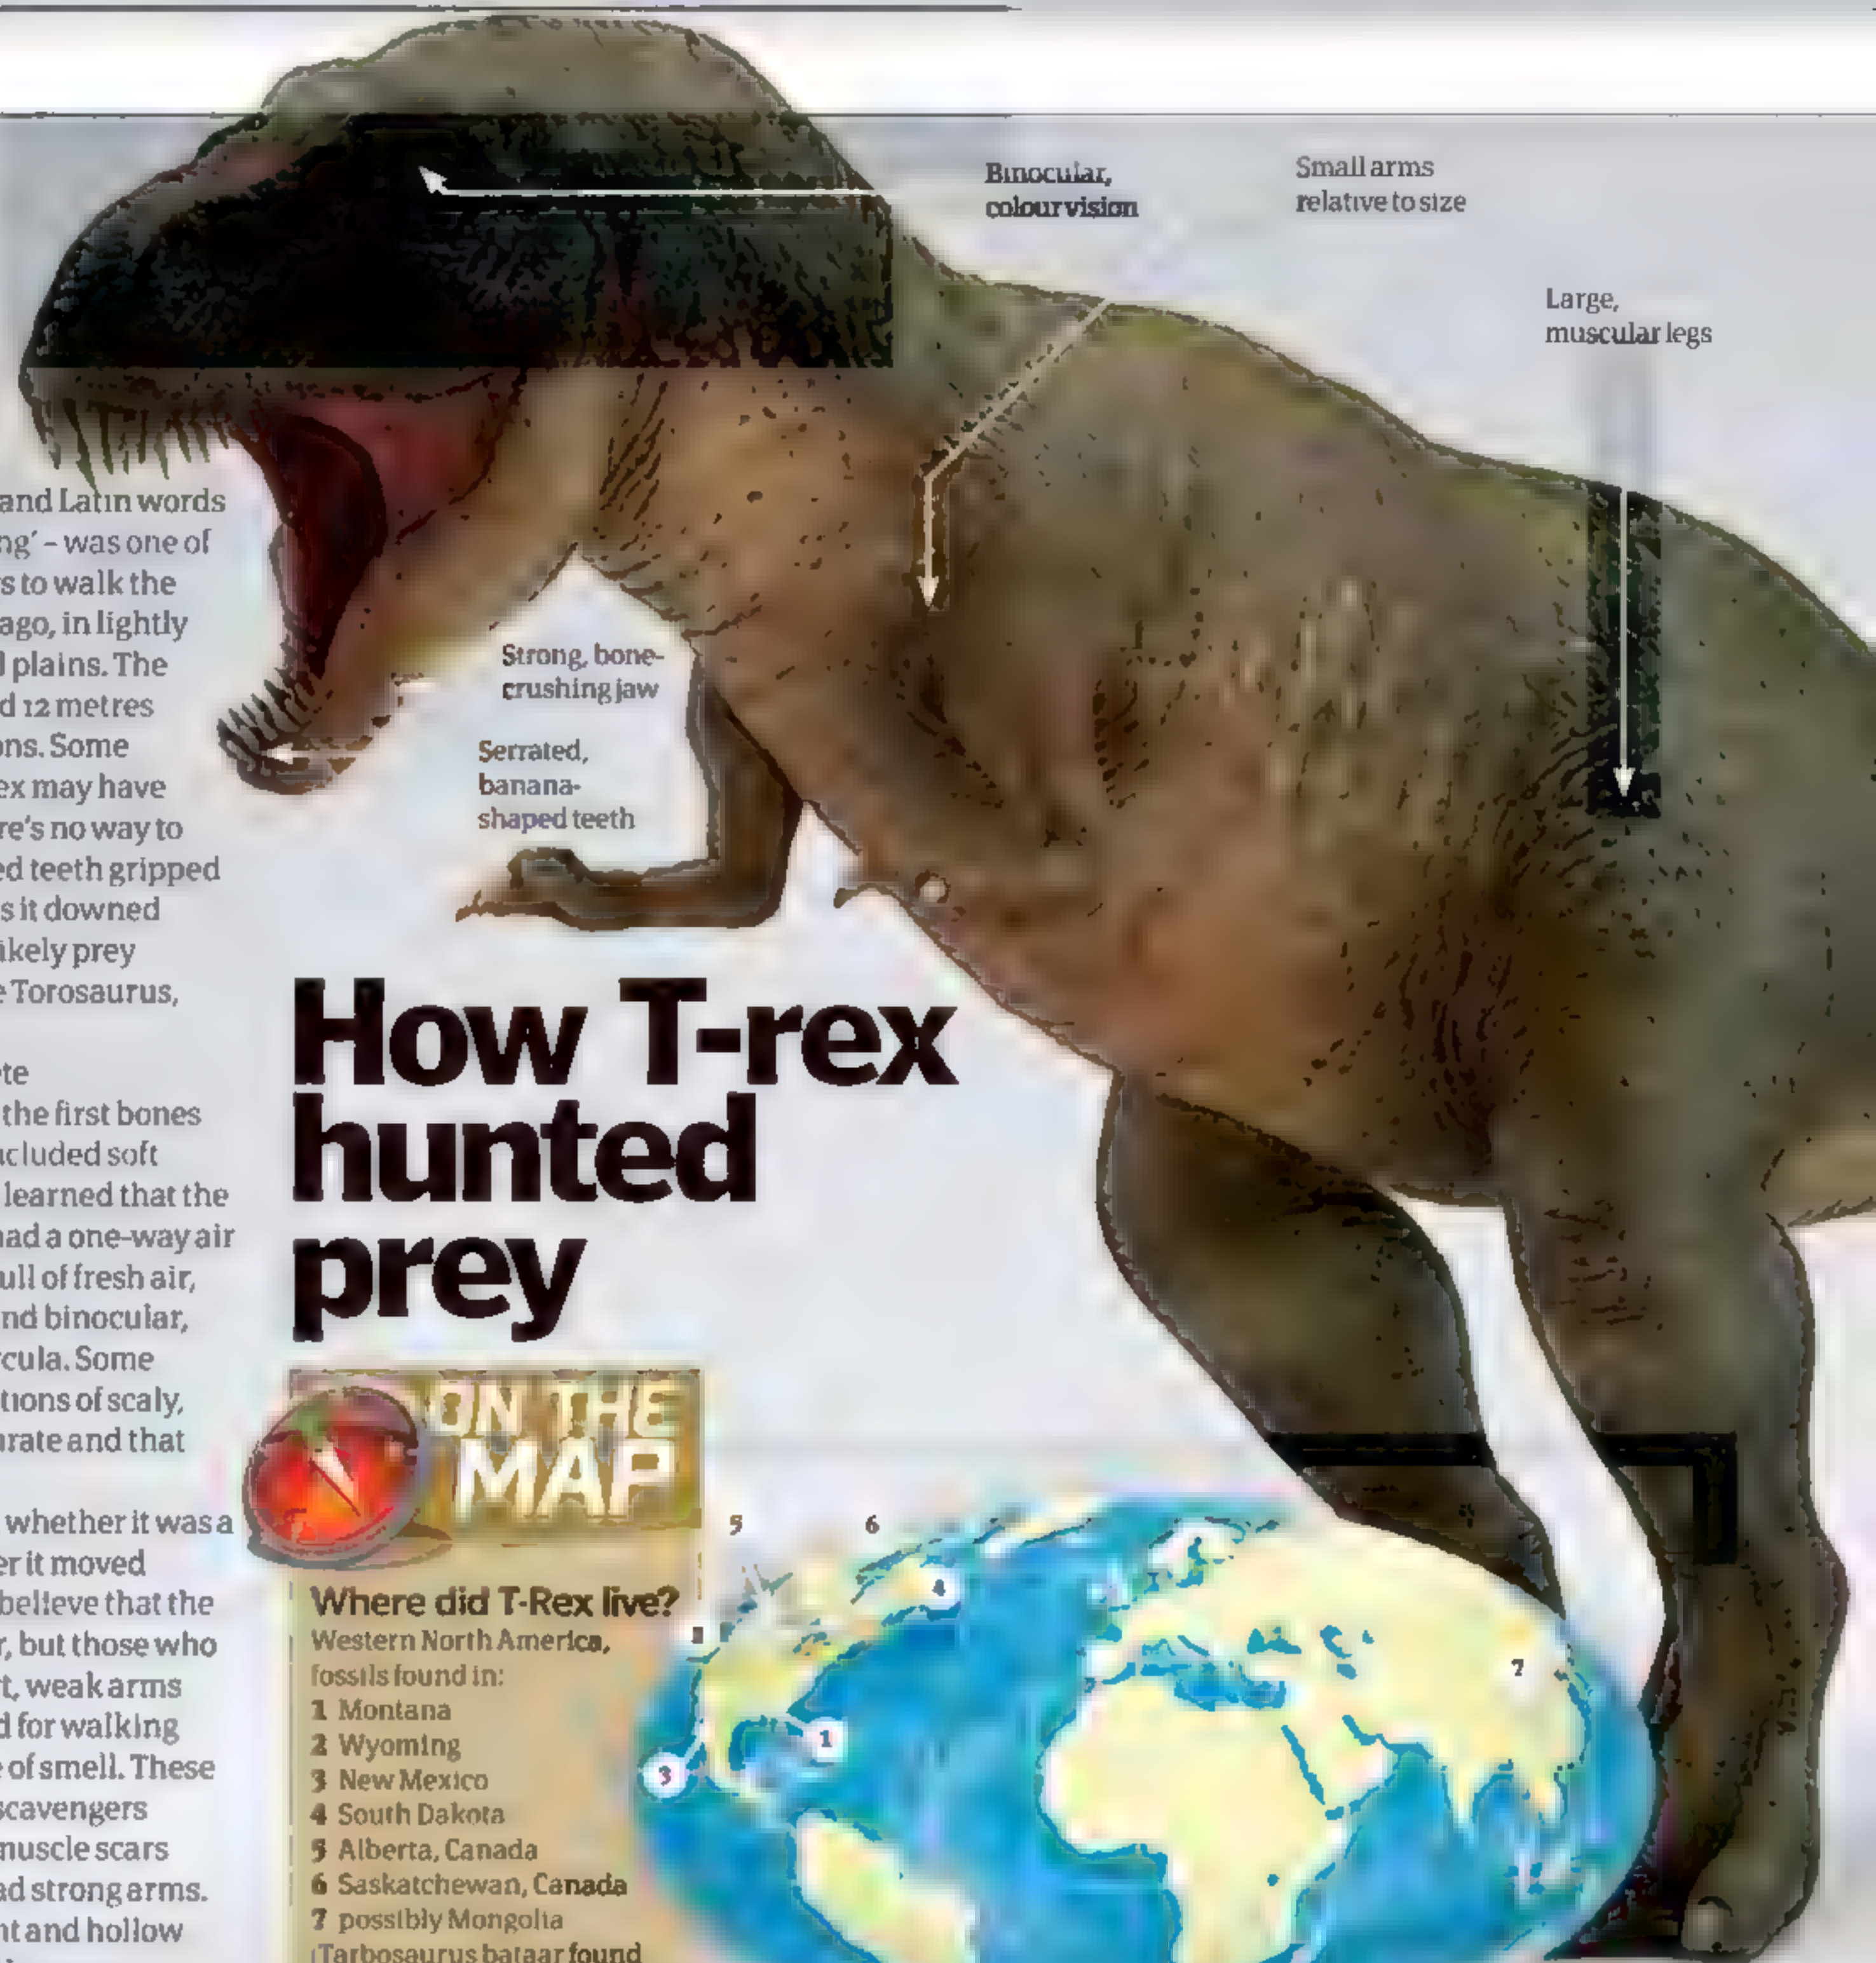 Binocular,
colour vision
Small arms
relative to size
Large,
muscular legs
and Latin words
ng' – was one of
s to walk the
ago, in lightly
plains. The
d 12 metres
ons. Some
ex may have
re's no way to
ed teeth gripped
s it downed
ikely prey
e Torosaurus,
te
the first bones
ncluded soft
learned that the
had a one-way air
ull of fresh air,
nd binocular,
rcula. Some
tions of scaly,
arate and that
whether it was a
er it moved
believe that the
r, but those who
t, weak arms
d for walking
e of smell. These
scavengers
muscle scars
ad strong arms.
nt and hollow
Strong, bone-
crushing jaw
Serrated,
banana-
shaped teeth
How T-rex
hunted
prey
ON THE
MAP
Where did T-Rex live?
Western North America,
fossils found in:
1 Montana
2 Wyoming
3 New Mexico
4 South Dakota
5 Alberta, Canada
6 Saskatchewan, Canada
7 possibly Mongolia
(Tarbosaurus bataar found
5
6
4
7
1
3